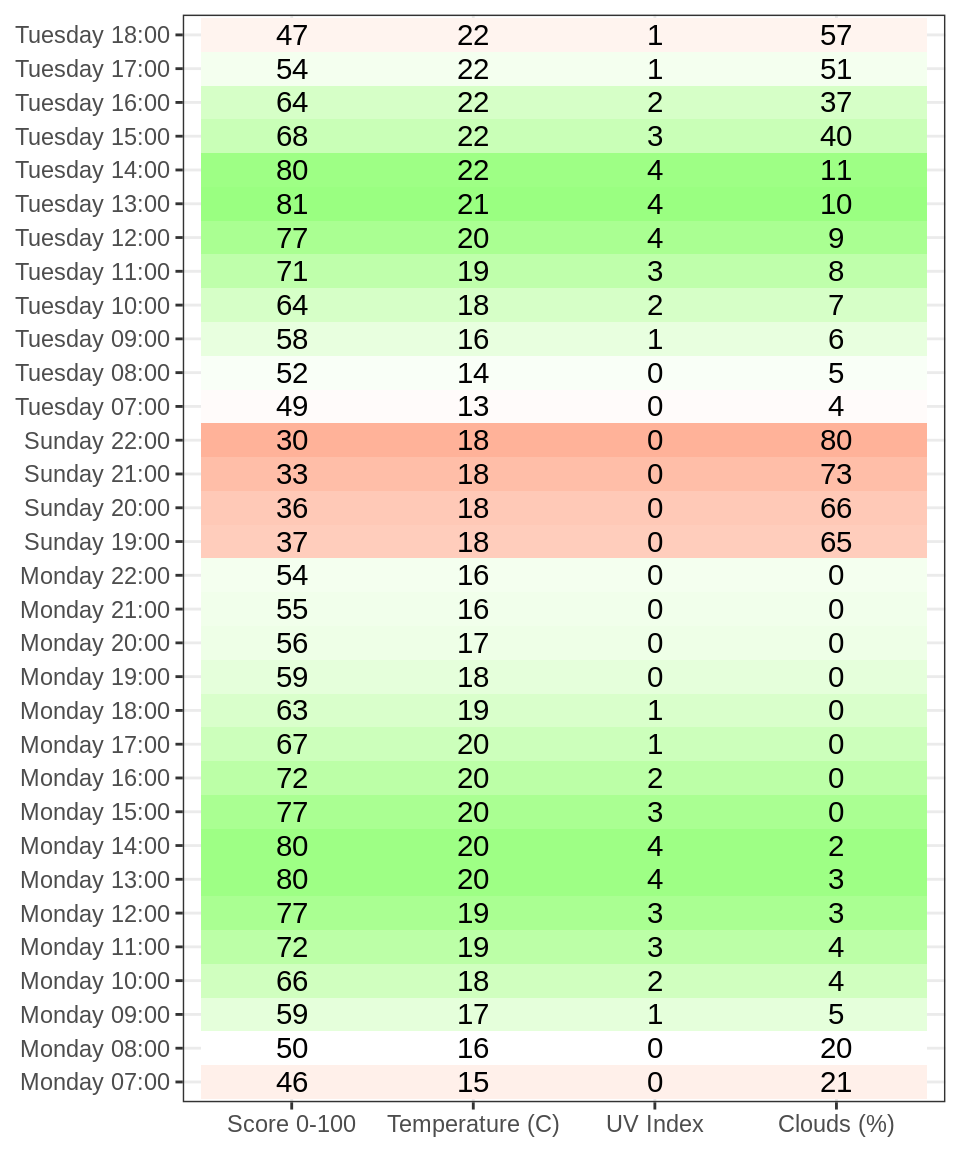 Tuesday 18:00 47 22 1 57
Tuesday 17:00 54 22 1 51
Tuesday 16:00 64 22 2 37
Tuesday 15:00 68 22 3 40
Tuesday 14:00 80 22 4 11
Tuesday 13:00 81 21 4 10
Tuesday 12:00 77 20 4 9
Tuesday 11:00 71 19 3 8
Tuesday 10:00 64 18 2 7
Tuesday 09:00 58 16 1 6
Tuesday 08:00 52 14 0 5
Tuesday 07:00 49 13 0 4
Sunday 22:00 30 18 0 80
Sunday 21:00 33 18 0 73
Sunday 20:00 36 18 0 66
Sunday 19:00 37 18 0 65
Monday 22:00 54 16 0 0
Monday 21:00 55 16 0 0
Monday 20:00 56 17 0 0
Monday 19:00 59 18 0 0
Monday 18:00 63 19 1 0
Monday 17:00 67 20 1 0
Monday 16:00 72 20 2 0
Monday 15:00 77 20 3 0
Monday 14:00 80 20 4 2
Monday 13:00 80 20 4 3
Monday 12:00 77 19 3 3
Monday 11:00 72 19 3 4
Monday 10:00 66 18 2 4
Monday 09:00 59 17 1 5
Monday 08:00 50 16 0 20
Monday 07:00 46 15 0 21
Score 0-100 Temperature (C) UV Index Clouds (%)